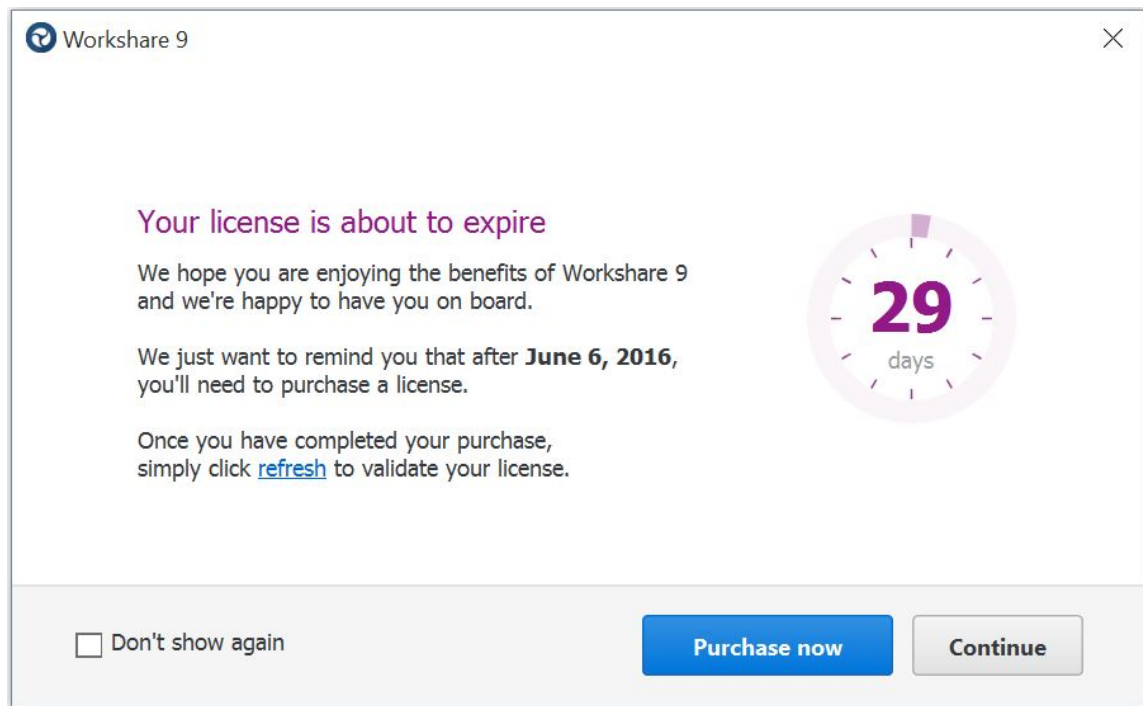 Workshare 9
Your license is about to expire
We hope you are enjoying the benefits of Workshare 9
and we're happy to have you on board.
We just want to remind you that after June 6, 2016,
you'll need to purchase a license.
Once you have completed your purchase,
simply click refresh to validate your license.
29
days
Don't show again
Purchase now
Continue